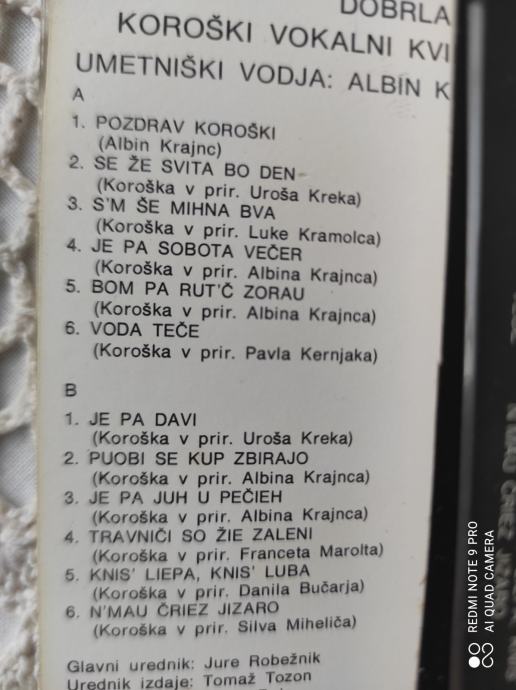 DOBRLA
KOROŠKI VOKALNI KVI
UMETNIŠKI VODJA: ALBIN K
A
1. POZDRAV KOROŠKI
(Albin Krajnc)
2. SE ŽE SVITA BO DEN
(Koroška v prir. Uroša Kreka)
3. S'M ŠE MIHNA BVA
(Koroška v prir. Luke Kramolca)
4. JE PA SOBOTA VEČER
(Koroška v prir. Albina Krajnca)
5. BOM PA RUT'Č ZORAU
(Koroška v prir. Albina Krajnca)
6. VODA TEČE
(Koroška v prir. Pavla Kernjaka)
B
1. JE PA DAVI
(Koroška v prir. Uroša Kreka)
2. PUOBI SE KUP ZBIRAJO
(Koroška v prir. Albina Krajnca)
3. JE PA JUH U PEČIEH
(Koroška v prir. Albina Krajnca)
4. TRAVNIČI SO ŽIE ZALENI
(Koroška v prir. Franceta Marolta)
5. KNIS' LIEPA, KNIS' LUBA
(Koroška v prir. Danila Bučarja)
6. N'MAU ČRIEZ JIZARO
(Koroška v prir. Silva Miheliča)
Glavni urednik: Jure Robežnik
Urednik izdaje: Tomaž Tozon
REDMI NOTE 9 PRO
AI QUAD CAMERA